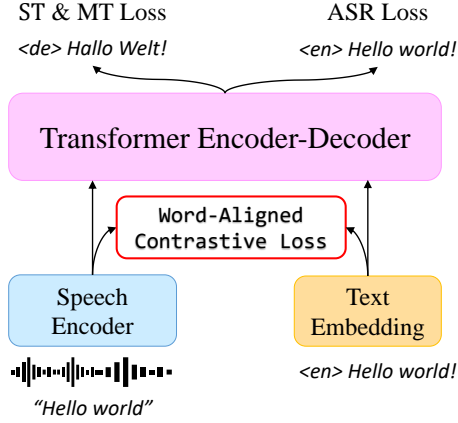 ST & MT Loss
ASR Loss
<de> Hallo Welt!
<en> Hello world!
Transformer Encoder-Decoder
Word-Aligned
Contrastive Loss
Speech
Encoder
Text
Embedding
<en> Hello world!
“Hello world”